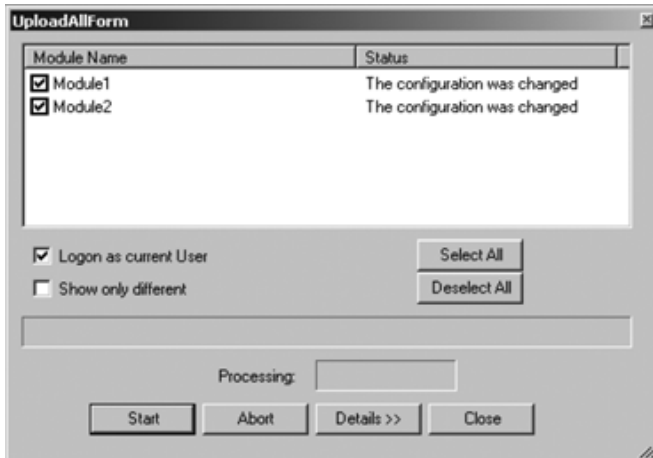 UploadAllForm
Module Name Status
Module1 The configuration was changed
Module2 The configuration was changed
Logon as current User Select All
Show only different Deselect All
Processing:
Start Abort Details >> Close